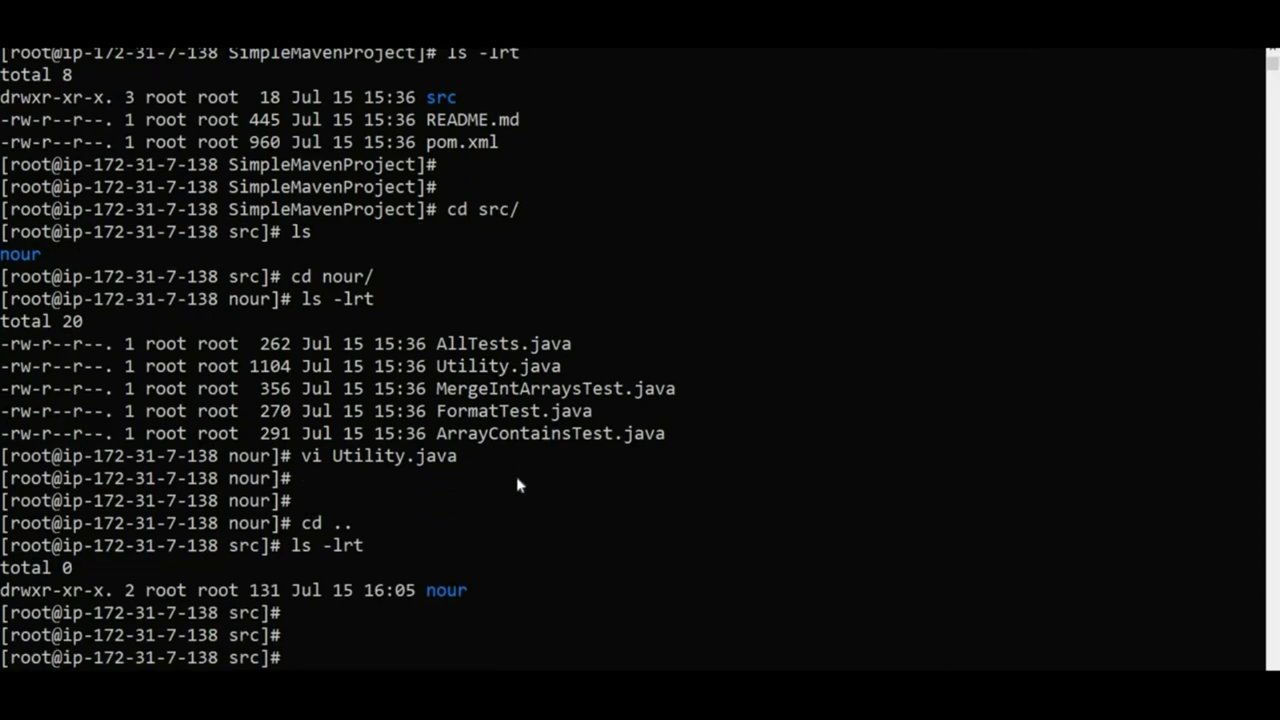 [root@ip-172-31-7-138 SimpleMavenProject]# ls -lrt
total 8
drwxr-xr-x. 3 root root  18 Jul 15 15:36 src
-rw-r--r--. 1 root root 445 Jul 15 15:36 README.md
-rw-r--r--. 1 root root 960 Jul 15 15:36 pom.xml
[root@ip-172-31-7-138 SimpleMavenProject]#
[root@ip-172-31-7-138 SimpleMavenProject]#
[root@ip-172-31-7-138 SimpleMavenProject]# cd src/
[root@ip-172-31-7-138 src]# ls
nour
[root@ip-172-31-7-138 src]# cd nour/
[root@ip-172-31-7-138 nour]# ls -lrt
total 20
-rw-r--r--. 1 root root  262 Jul 15 15:36 AllTests.java
-rw-r--r--. 1 root root 1104 Jul 15 15:36 Utility.java
-rw-r--r--. 1 root root  356 Jul 15 15:36 MergeIntArraysTest.java
-rw-r--r--. 1 root root  270 Jul 15 15:36 FormatTest.java
-rw-r--r--. 1 root root  291 Jul 15 15:36 ArrayContainsTest.java
[root@ip-172-31-7-138 nour]# vi Utility.java
[root@ip-172-31-7-138 nour]#
[root@ip-172-31-7-138 nour]#
[root@ip-172-31-7-138 nour]# cd ..
[root@ip-172-31-7-138 src]# ls -lrt
total 0
drwxr-xr-x. 2 root root 131 Jul 15 16:05 nour
[root@ip-172-31-7-138 src]#
[root@ip-172-31-7-138 src]#
[root@ip-172-31-7-138 src]#